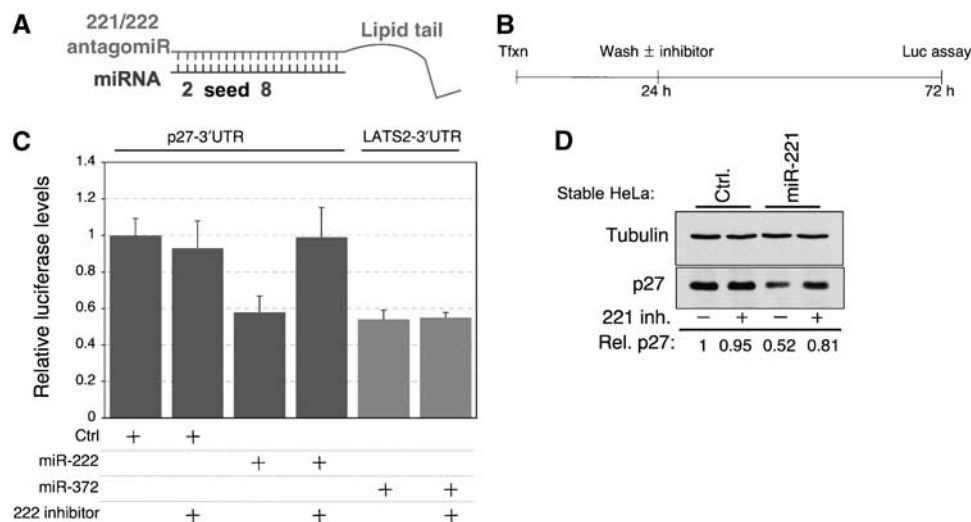 A
221/222
antagomiR
Lipid tail
miRNA
2 seed 8
B
Tfxn
Wash ± inhibitor
Luc assay
24 h
72 h
C
p27-3′UTR
LATS2-3′UTR
Relative luciferase levels
1.4
1.2
1
0.8
0.6
0.4
0.2
0
Ctrl + +
miR-222 + +
miR-372 + +
222 inhibitor + + +
D
Stable HeLa:
Ctrl.
miR-221
Tubulin
p27
221 inh. − + − +
Rel. p27: 1 0.95 0.52 0.81